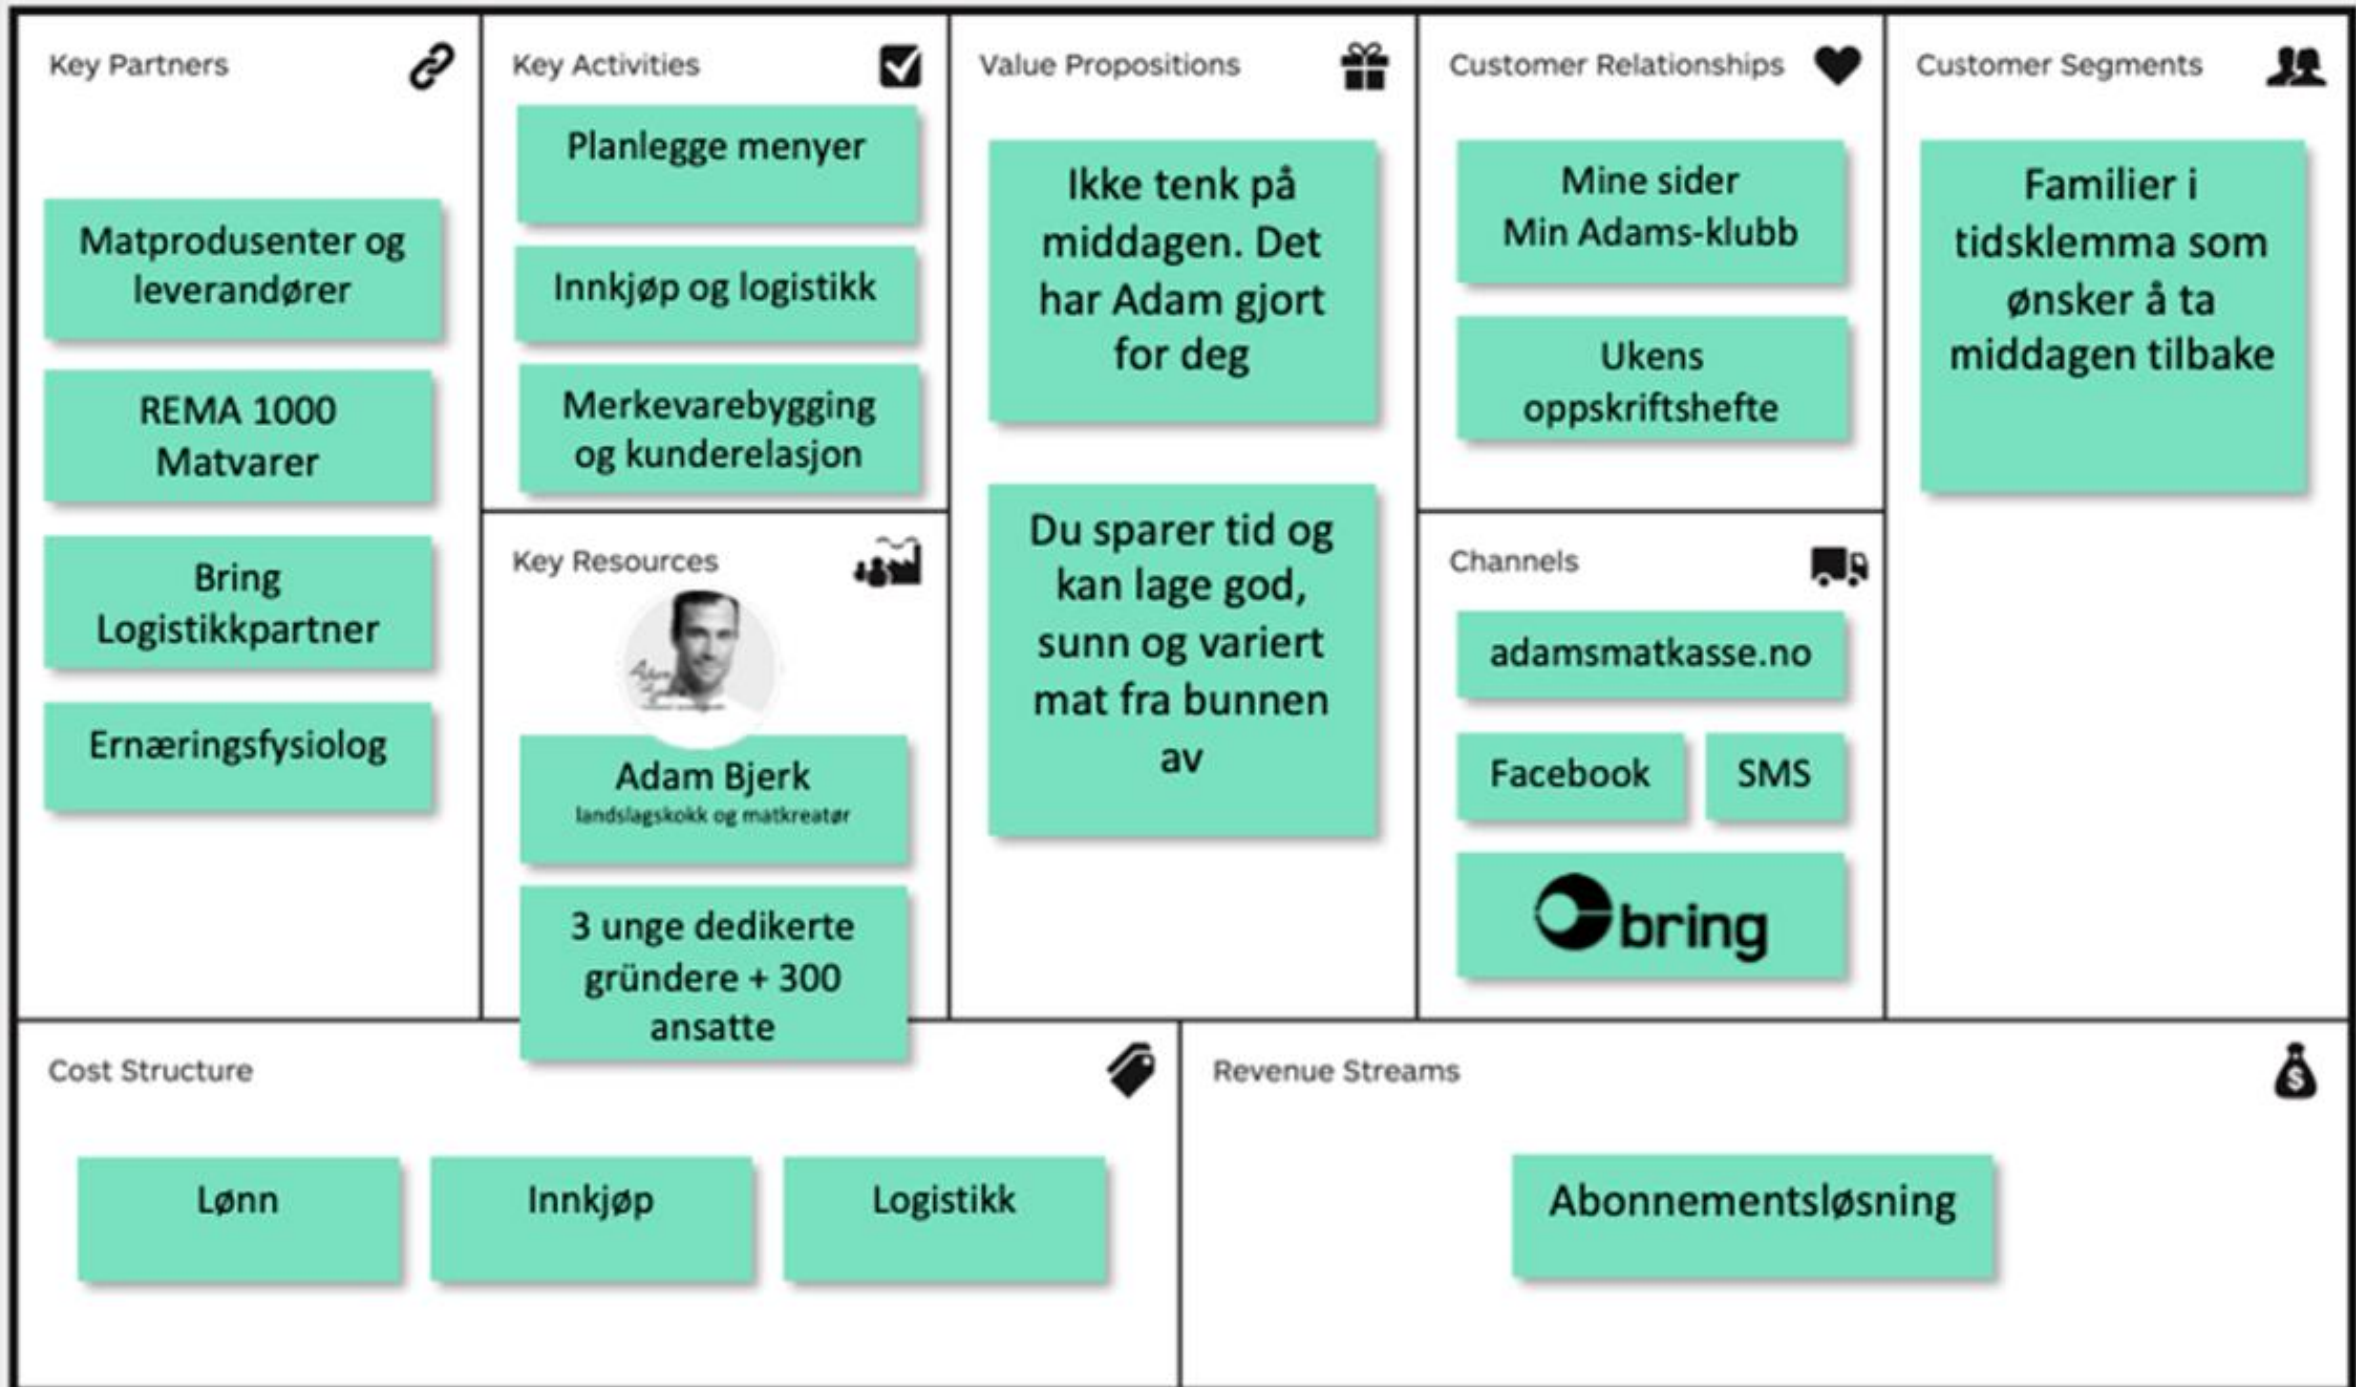 Key Partners
Matprodusenter og
leverandører
REMA 1000
Matvarer
Bring
Logistikkpartner
Ernæringsfysiolog
Key Activities
Planlegge menyer
Innkjøp og logistikk
Merkevarebygging
og kunderelasjon
Key Resources
Adam Bjerk
landslagskokk og matkreatør
3 unge dedikerte
gründere + 300
ansatte
Value Propositions
Ikke tenk på
middagen. Det
har Adam gjort
for deg
Du sparer tid og
kan lage god,
sunn og variert
mat fra bunnen
av
Customer Relationships
Mine sider
Min Adams-klubb
Ukens
oppskriftshefte
Channels
adamsmatkasse.no
Facebook
SMS
bring
Customer Segments
Familier i
tidsklemma som
ønsker å ta
middagen tilbake
Cost Structure
Lønn
Innkjøp
Logistikk
Revenue Streams
$
Abonnementsløsning